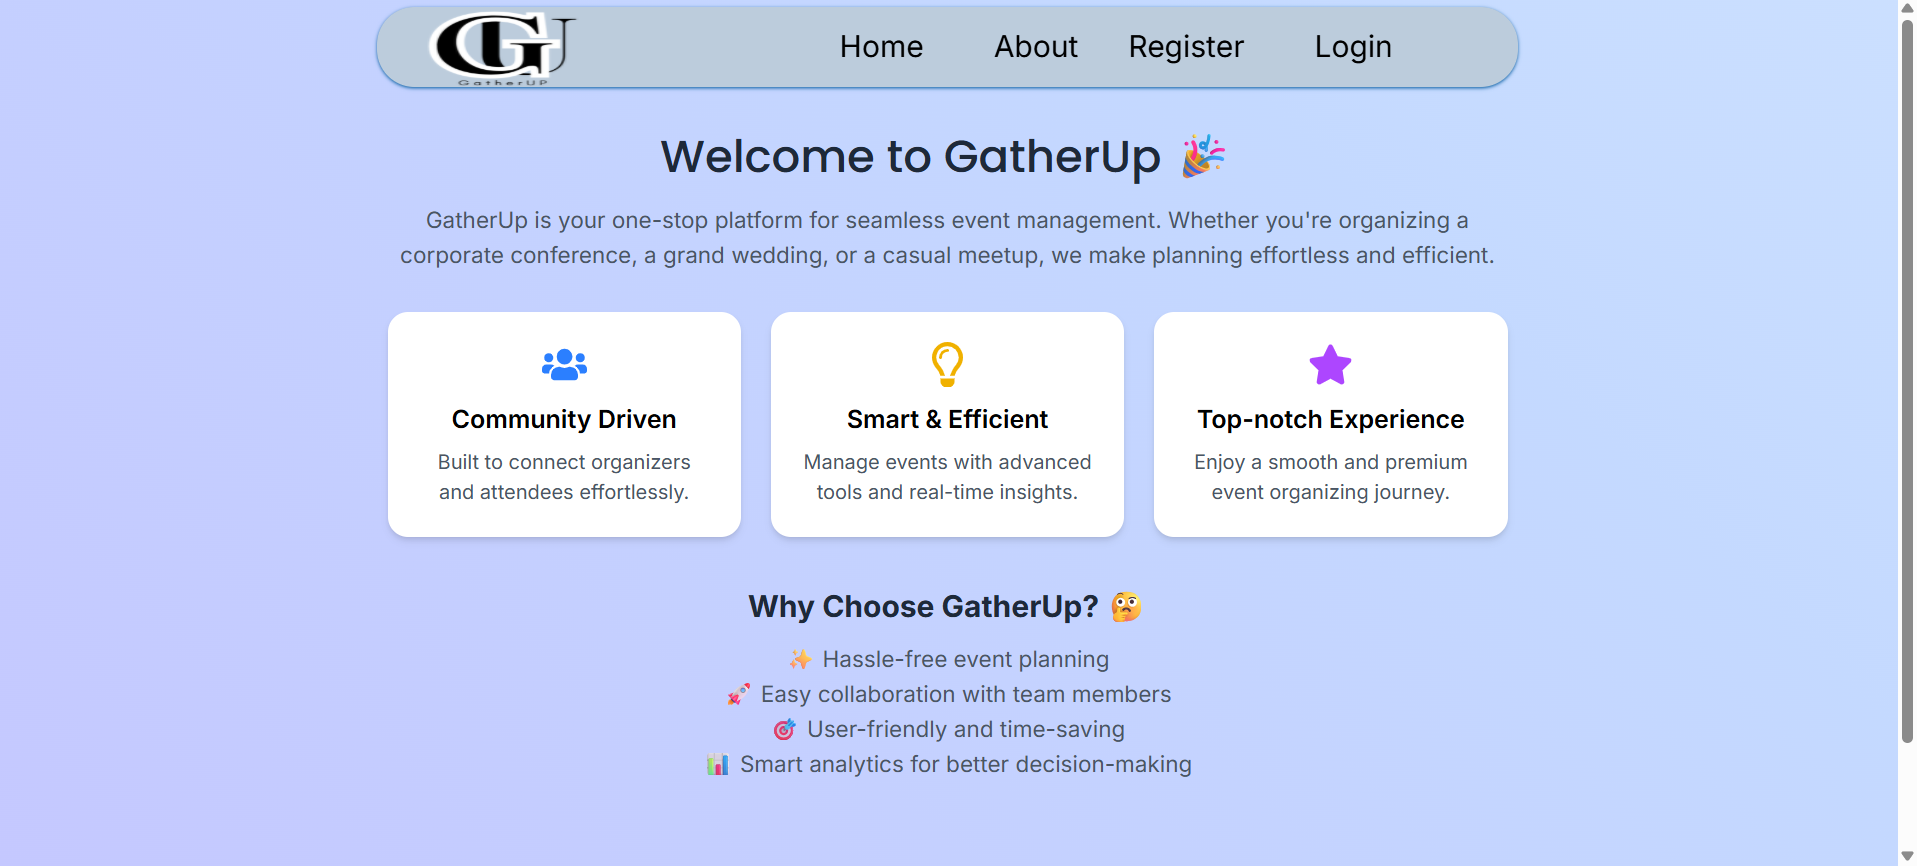 GU
GatherUP
Home About Register Login
Welcome to GatherUp 🎉
GatherUp is your one-stop platform for seamless event management. Whether you're organizing a
corporate conference, a grand wedding, or a casual meetup, we make planning effortless and efficient.
Community Driven
Built to connect organizers
and attendees effortlessly.
Smart & Efficient
Manage events with advanced
tools and real-time insights.
Top-notch Experience
Enjoy a smooth and premium
event organizing journey.
Why Choose GatherUp? 🤔
✨ Hassle-free event planning
🚀 Easy collaboration with team members
🎯 User-friendly and time-saving
📊 Smart analytics for better decision-making